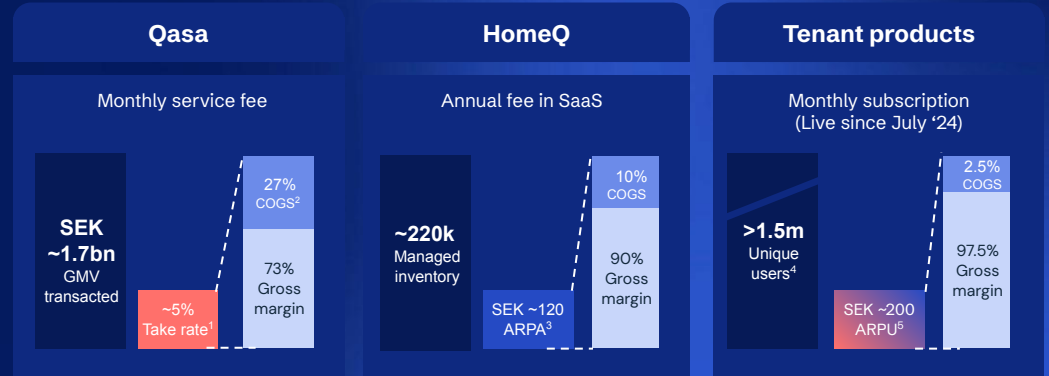 Qasa
Monthly service fee
SEK
~1.7bn
GMV
transacted
~5%
Take rate¹
27%
COGS²
73%
Gross
margin
HomeQ
Annual fee in SaaS
~220k
Managed
inventory
SEK ~120
ARPA³
10%
COGS
90%
Gross
margin
Tenant products
Monthly subscription
(Live since July ‘24)
>1.5m
Unique
users⁴
SEK ~200
ARPU⁵
2.5%
COGS
97.5%
Gross
margin